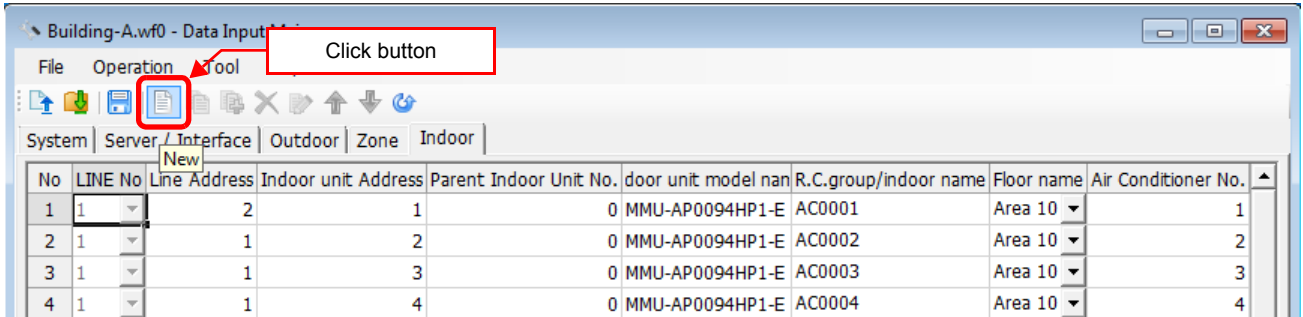 Building-A.wf0 - Data Input
Click button
File Operation Tool
System Server / Interface Outdoor Zone Indoor
New
No LINE No Line Address Indoor unit Address Parent Indoor Unit No. door unit model nan R.C.group/indoor name Floor name Air Conditioner No.
1 1 2 1 0 MMU-AP0094HP1-E AC0001 Area 10 1
2 1 1 2 0 MMU-AP0094HP1-E AC0002 Area 10 2
3 1 1 3 0 MMU-AP0094HP1-E AC0003 Area 10 3
4 1 1 4 0 MMU-AP0094HP1-E AC0004 Area 10 4